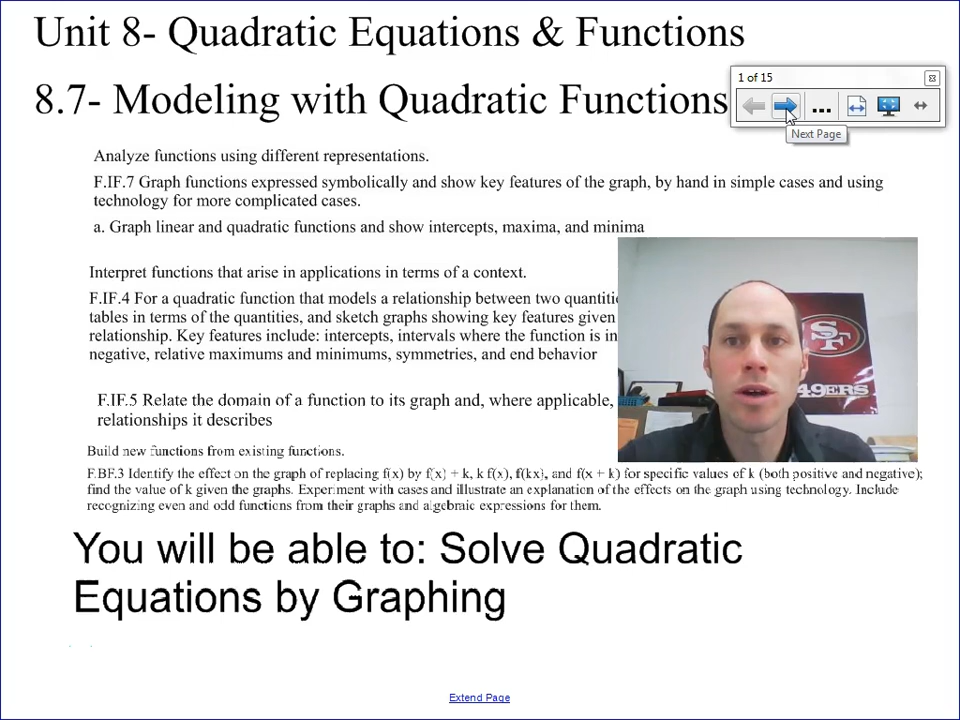 Unit 8- Quadratic Equations & Functions
8.7- Modeling with Quadratic Functions
1 of 15
Next Page
Analyze functions using different representations.
F.IF.7 Graph functions expressed symbolically and show key features of the graph, by hand in simple cases and using
technology for more complicated cases.
a. Graph linear and quadratic functions and show intercepts, maxima, and minima
Interpret functions that arise in applications in terms of a context.
F.IF.4 For a quadratic function that models a relationship between two
tables in terms of the quantities, and sketch graphs showing key features given
relationship. Key features include: intercepts, intervals where the function is
negative, relative maximums and minimums, symmetries, and end behavior
SF
49ERS
F.IF.5 Relate the domain of a function to its graph and, where applicable,
relationships it describes
Build new functions from existing functions.
F.BF.3 Identify the effect on the graph of replacing f(x) by f(x) + k, k f(x), f(kx), and f(x + k) for specific values of k (both positive and negative);
find the value of k given the graphs. Experiment with cases and illustrate an explanation of the effects on the graph using technology. Include
recognizing even and odd functions from their graphs and algebraic expressions for them.
You will be able to: Solve Quadratic
Equations by Graphing
Extend Page